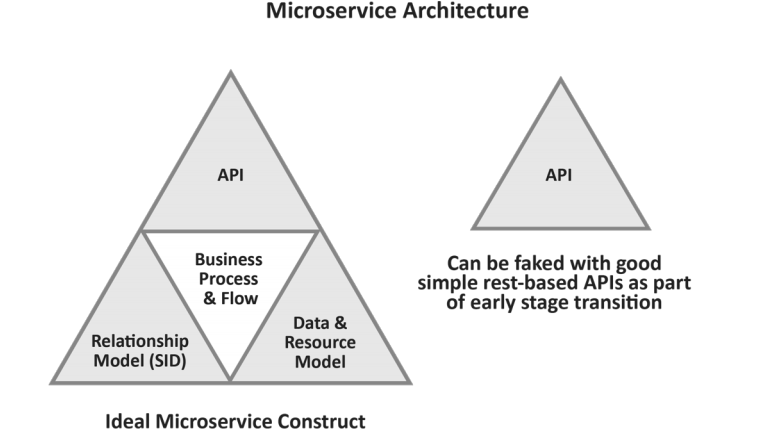 Microservice Architecture
API
Business
Process
& Flow
Relationship
Model (SID)
Data &
Resource
Model
Ideal Microservice Construct
API
Can be faked with good
simple rest-based APIs as part
of early stage transition